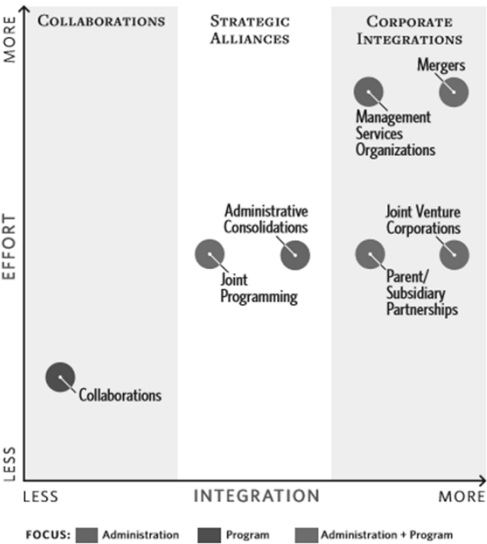 COLLABORATIONS
STRATEGIC
ALLIANCES
CORPORATE
INTEGRATIONS
MORE
EFFORT
LESS
Mergers
Management
Services
Organizations
Administrative
Consolidations
Joint
Programming
Joint Venture
Corporations
Parent/
Subsidiary
Partnerships
Collaborations
LESS
INTEGRATION
MORE
FOCUS: Administration Program Administration + Program